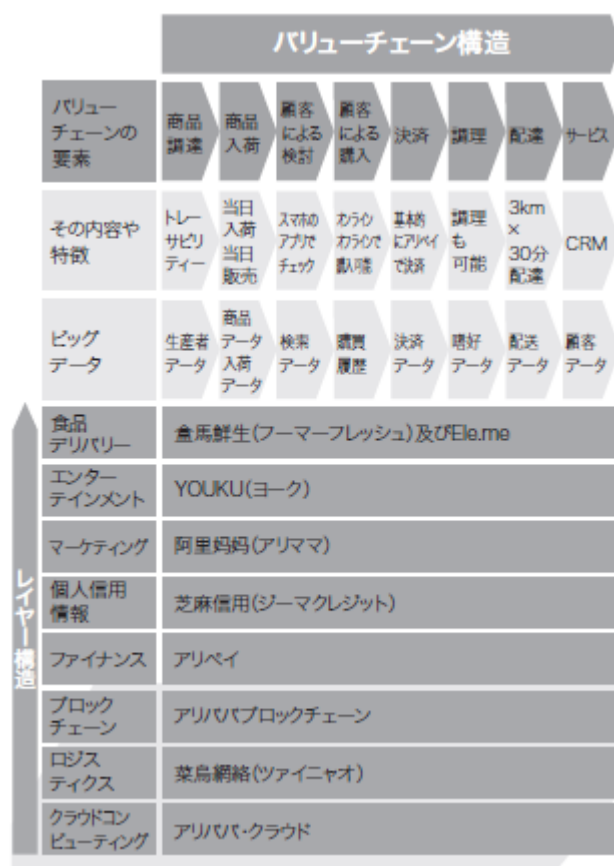 バリューチェーン構造
バリュー
チェーンの
要素
商品
調達
商品
入荷
顧客
による
検討
顧客
による
購入
決済
調理
配達
サービス
その内容や
特徴
トレー
サビリ
ティー
当日
入荷
当日
販売
スマホの
アプリで
チェック
購入可能
基本的
にアリペイ
で決済
調理
も
可能
3km
×
30分
配達
CRM
ビッグ
データ
生産者
データ
商品
データ
入荷
データ
検索
データ
購買
履歴
決済
データ
嗜好
データ
配送
データ
顧客
データ
レイヤー構造
食品
デリバリー
盒馬鮮生(フーマーフレッシュ)及びEle.me
エンター
テインメント
YOUKU(ヨーク)
マーケティング
阿里妈妈(アリママ)
個人信用
情報
芝麻信用(ジーマクレジット)
ファイナンス
アリペイ
ブロック
チェーン
アリババブロックチェーン
ロジス
ティクス
菜鳥網絡(ツァイニャオ)
クラウドコン
ピューティング
アリババ・クラウド